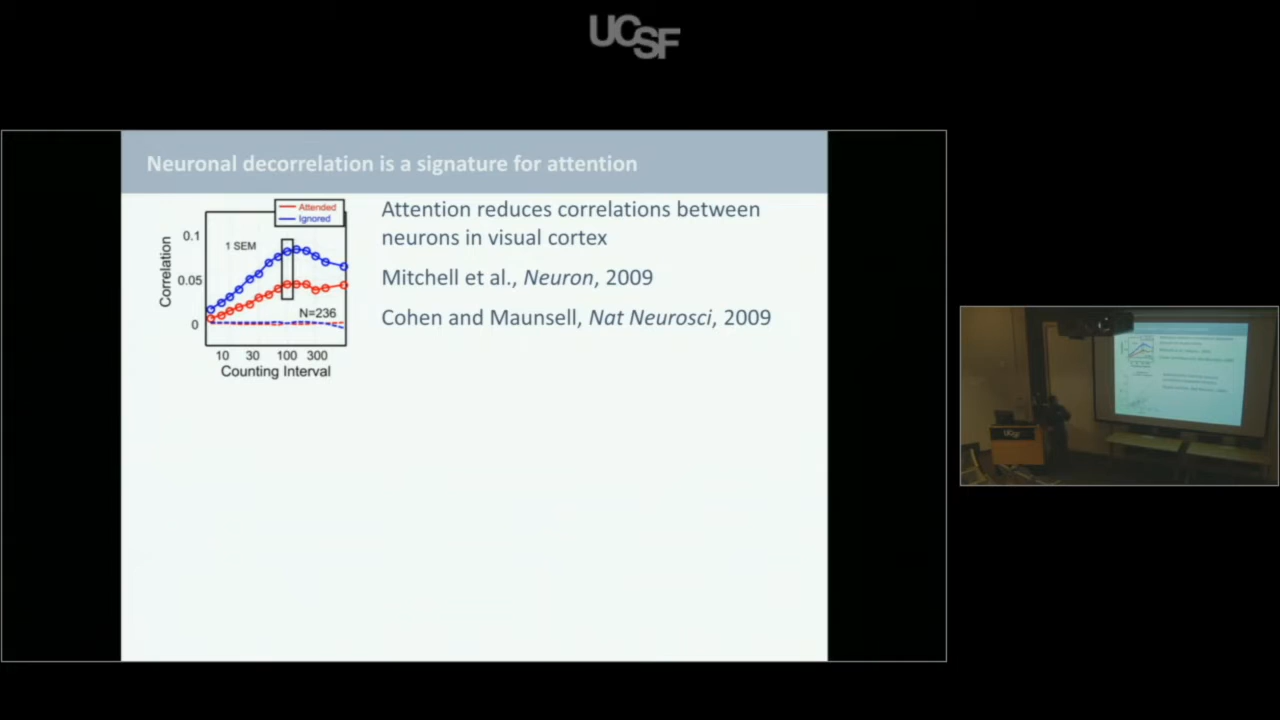 UCSF
Neuronal decorrelation is a signature for attention
Attended
Ignored
Correlation
0.1
0.05
0
1 SEM
N=236
10 30 100 300
Counting Interval
Attention reduces correlations between
neurons in visual cortex
Mitchell et al., Neuron, 2009
Cohen and Maunsell, Nat Neurosci, 2009
UCSF